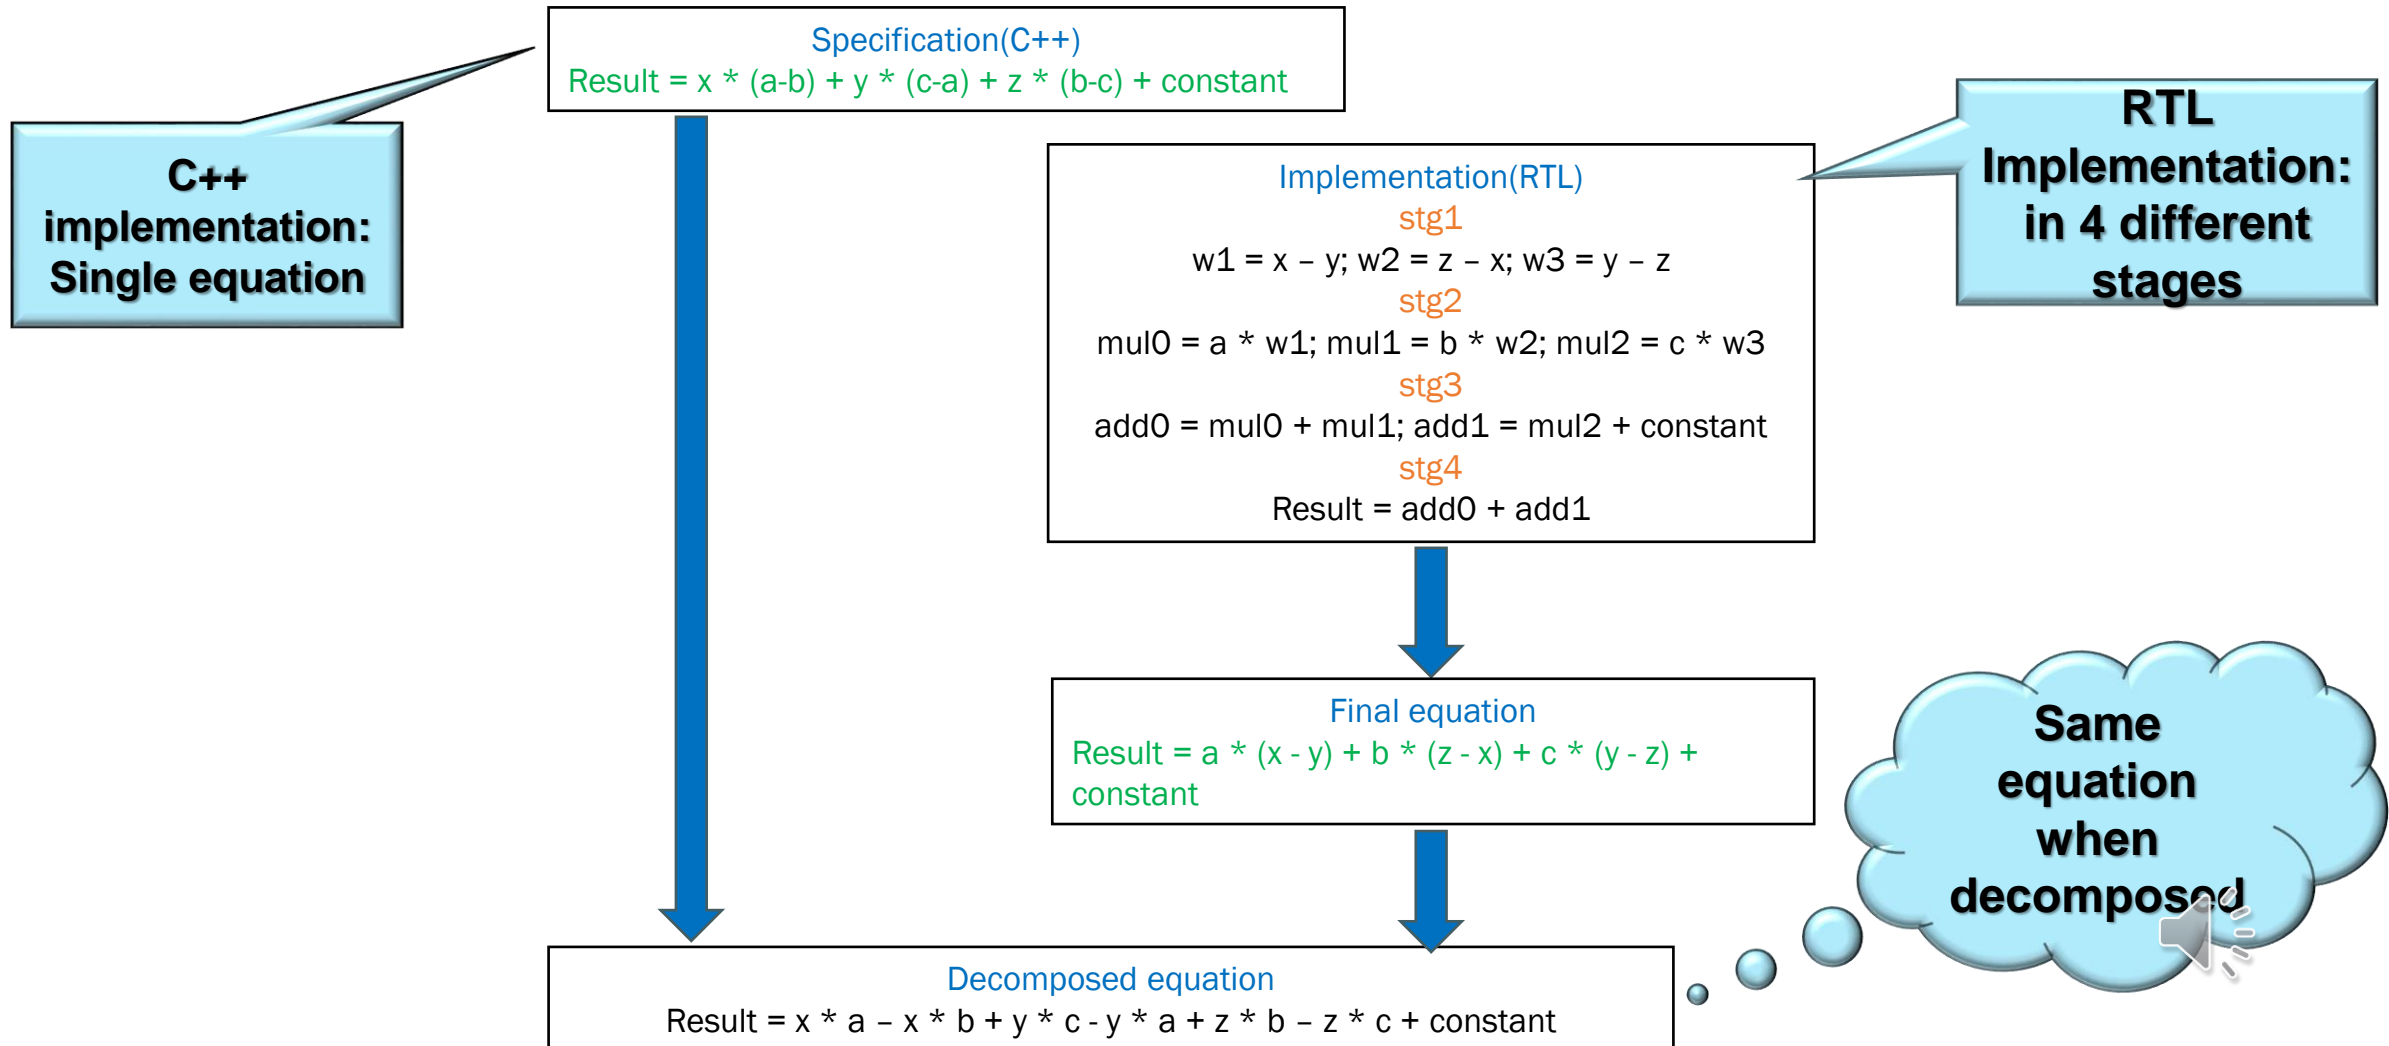 Specification(C++)
Result = x * (a-b) + y * (c-a) + z * (b-c) + constant
C++
implementation:
Single equation
RTL
Implementation:
in 4 different
stages
Implementation(RTL)
stg1
w1 = x – y; w2 = z – x; w3 = y – z
stg2
mul0 = a * w1; mul1 = b * w2; mul2 = c * w3
stg3
add0 = mul0 + mul1; add1 = mul2 + constant
stg4
Result = add0 + add1
Final equation
Result = a * (x - y) + b * (z - x) + c * (y - z) +
constant
Same
equation
when
decomposed
Decomposed equation
Result = x * a – x * b + y * c - y * a + z * b – z * c + constant